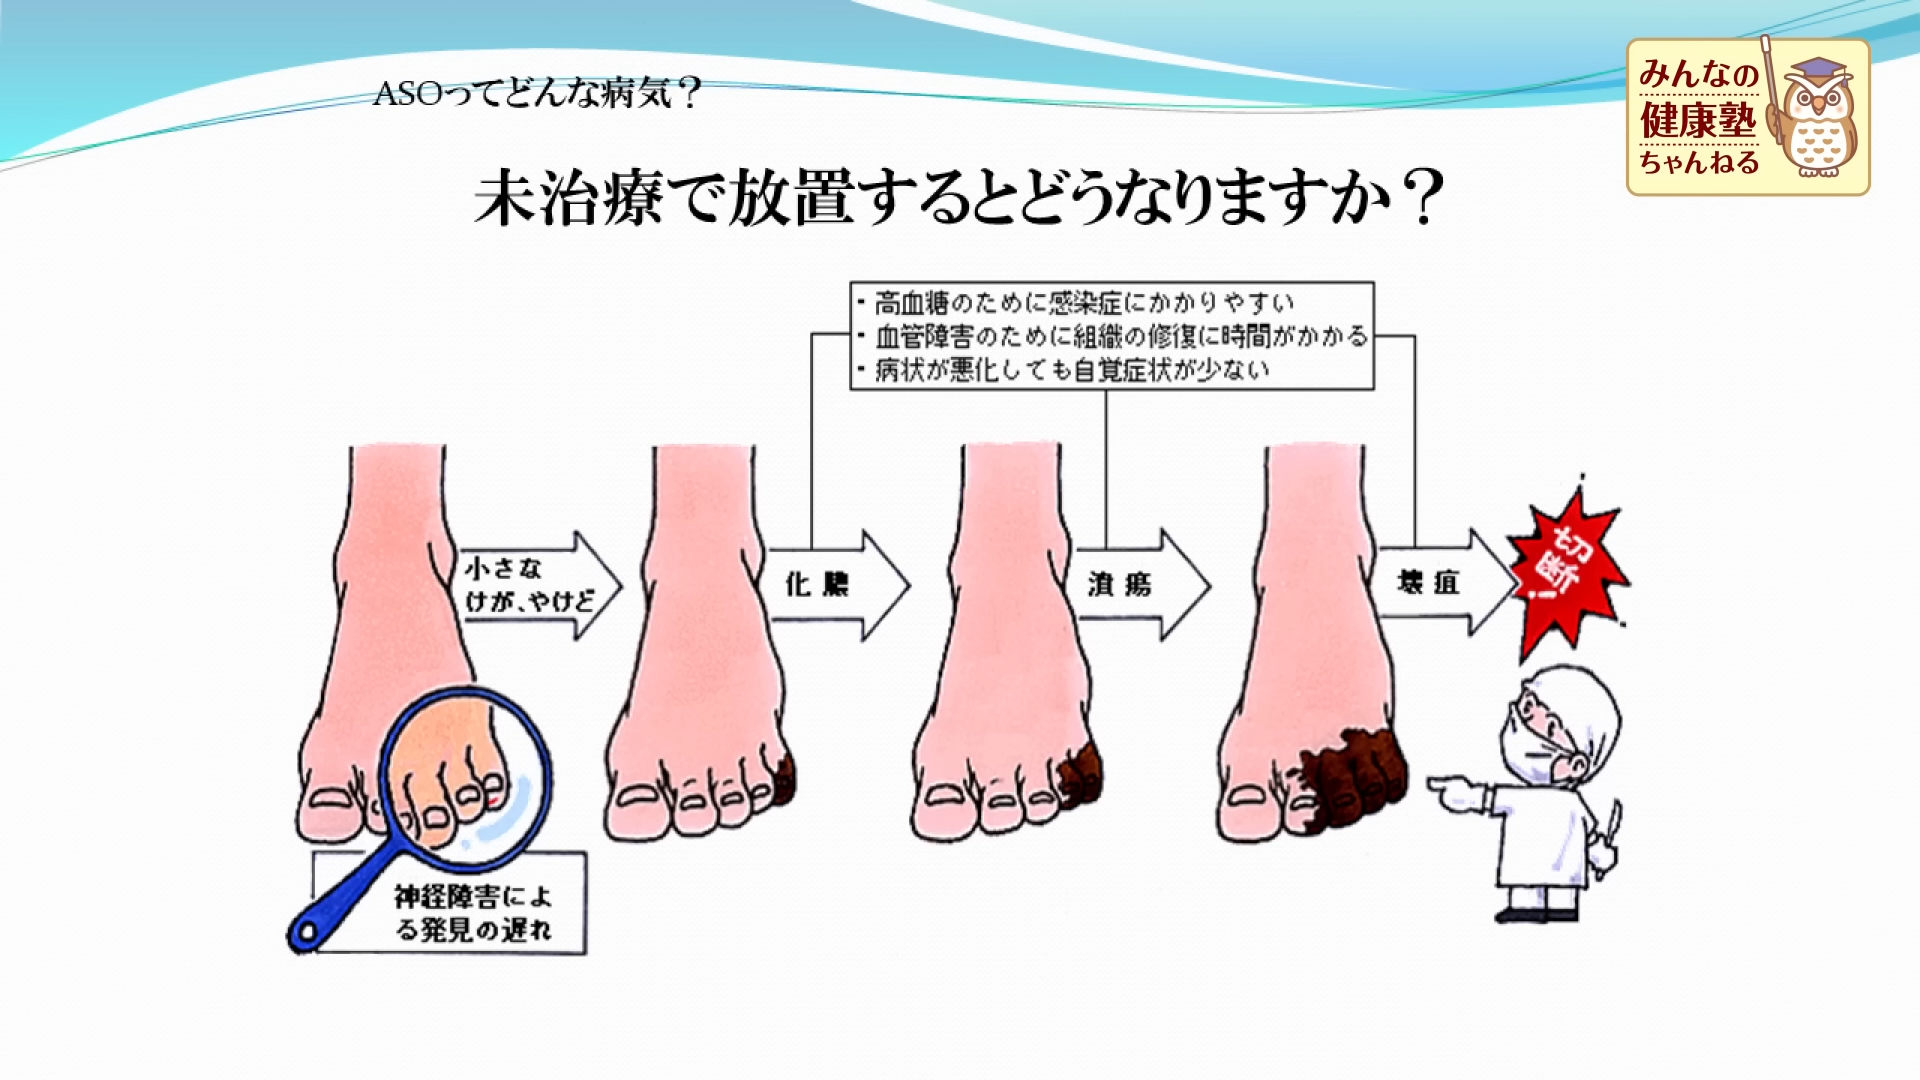 ASOってどんな病気？
みんなの
健康塾
ちゃんねる
未治療で放置するとどうなりますか？
・高血糖のために感染症にかかりやすい
・血管障害のために組織の修復に時間がかかる
・病状が悪化しても自覚症状が少ない
小さな
けが、やけど
化膿
潰瘍
壊疽
切
断
!
神経障害によ
る発見の遅れ